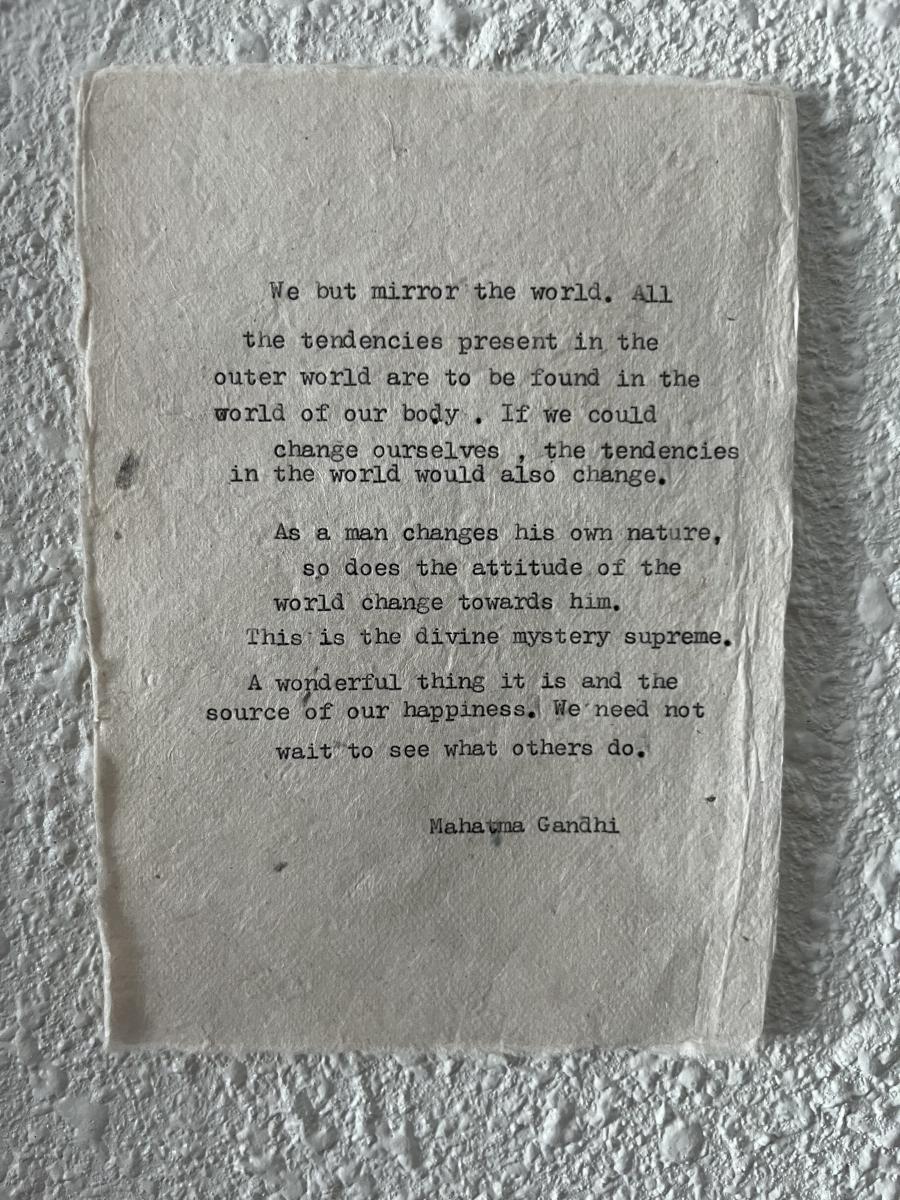 We but mirror the world. All
the tendencies present in the
outer world are to be found in the
world of our body . If we could
change ourselves , the tendencies
in the world would also change.
As a man changes his own nature,
so does the attitude of the
world change towards him.
This is the divine mystery supreme.
A wonderful thing it is and the
source of our happiness. We need not
wait to see what others do.
Mahatma Gandhi